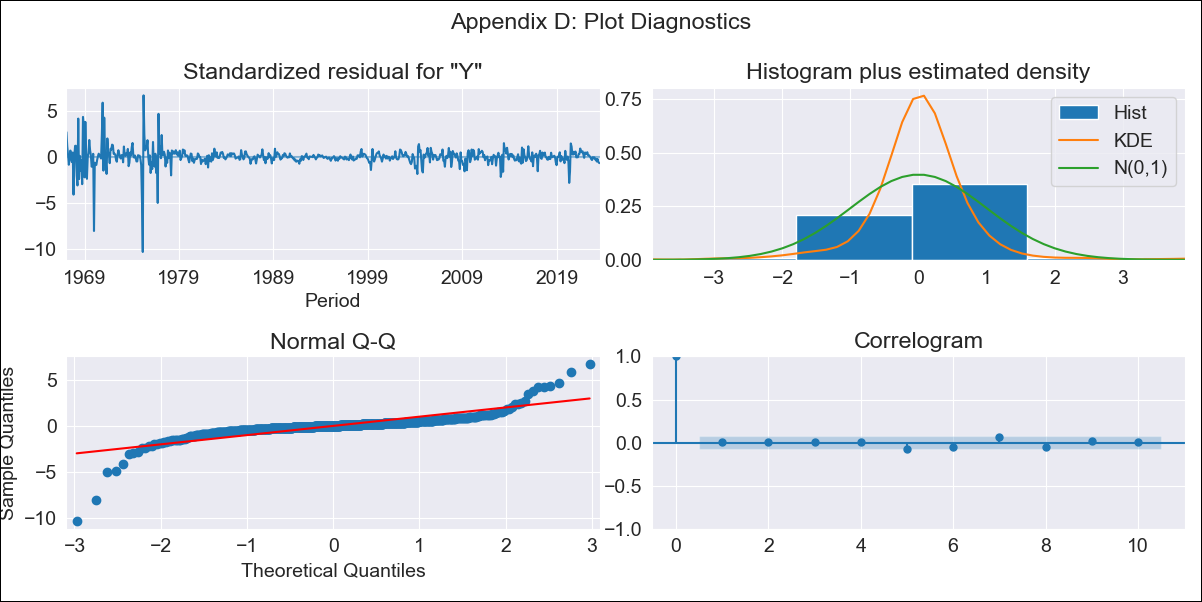 Appendix D: Plot Diagnostics
Standardized residual for "Y"
5
0
−5
−10
1969 1979 1989 1999 2009 2019
Period
Histogram plus estimated density
0.75
0.50
0.25
0.00
−3 −2 −1 0 1 2 3
Hist
KDE
N(0,1)
Normal Q-Q
Sample Quantiles
5
0
−5
−10
−3 −2 −1 0 1 2 3
Theoretical Quantiles
Correlogram
1.0
0.5
0.0
−0.5
−1.0
0 2 4 6 8 10